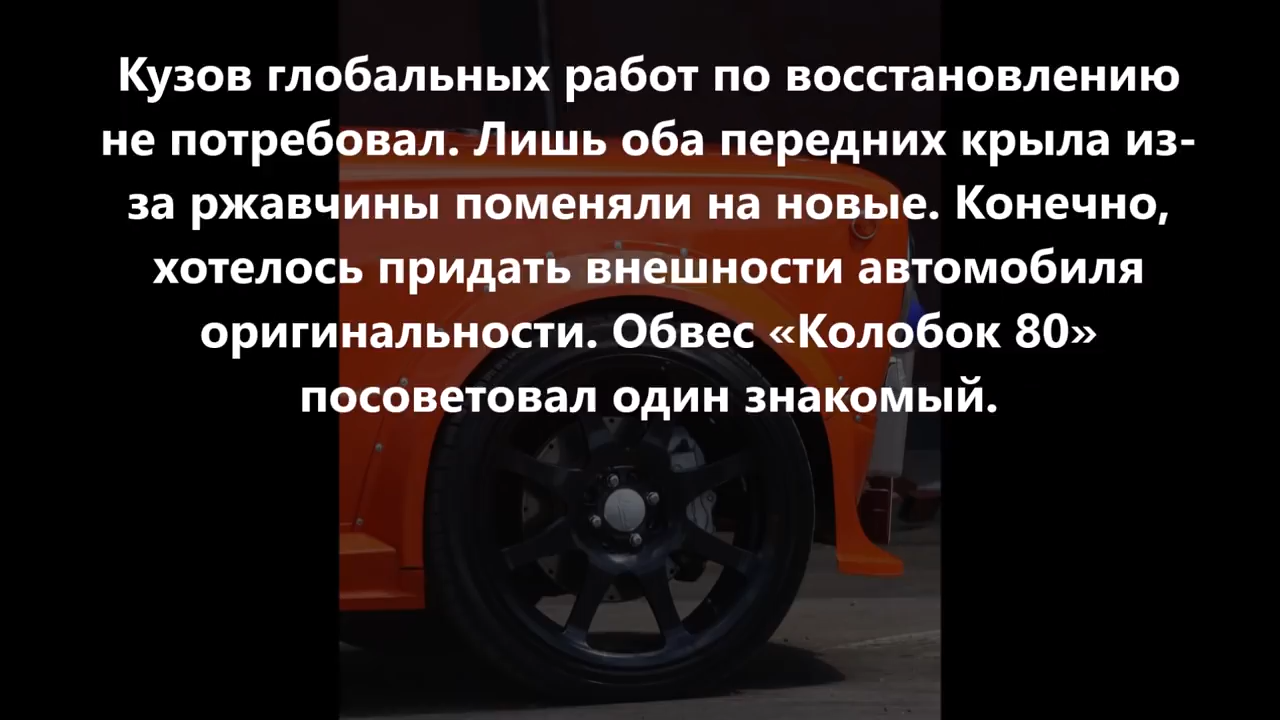 Кузов глобальных работ по восстановлению
не потребовал. Лишь оба передних крыла из-
за ржавчины поменяли на новые. Конечно,
хотелось придать внешности автомобиля
оригинальности. Обвес «Колобок 80»
посоветовал один знакомый.